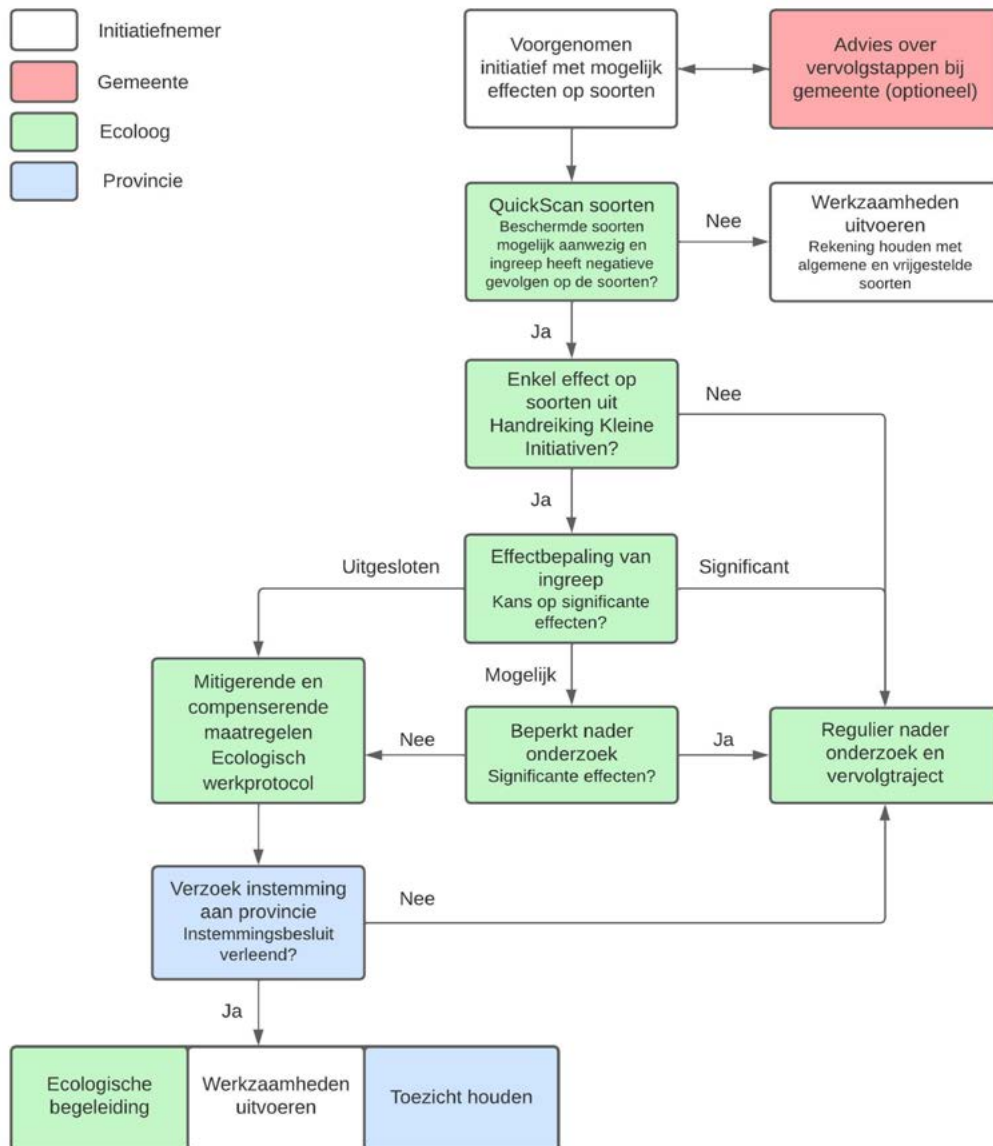 Initiatiefnemer
Gemeente
Ecoloog
Provincie
Voorgenomen
initiatief met mogelijk
effecten op soorten
Advies over
vervolgstappen bij
gemeente (optioneel)
QuickScan soorten
Beschermde soorten
mogelijk aanwezig en
ingreep heeft negatieve
gevolgen op de soorten?
Nee
Werkzaamheden
uitvoeren
Rekening houden met
algemene en vrijgestelde
soorten
Ja
Enkel effect op
soorten uit
Handreiking Kleine
Initiativen?
Nee
Ja
Uitgesloten
Effectbepaling van
ingreep
Kans op significante
effecten?
Significant
Mogelijk
Mitigerende en
compenserende
maatregelen
Ecologisch
werkprotocol
Nee
Beperkt nader
onderzoek
Significante effecten?
Ja
Regulier nader
onderzoek en
vervolgtraject
Verzoek instemming
aan provincie
Instemmingsbesluit
verleend?
Nee
Ja
Ecologische
begeleiding
Werkzaamheden
uitvoeren
Toezicht houden